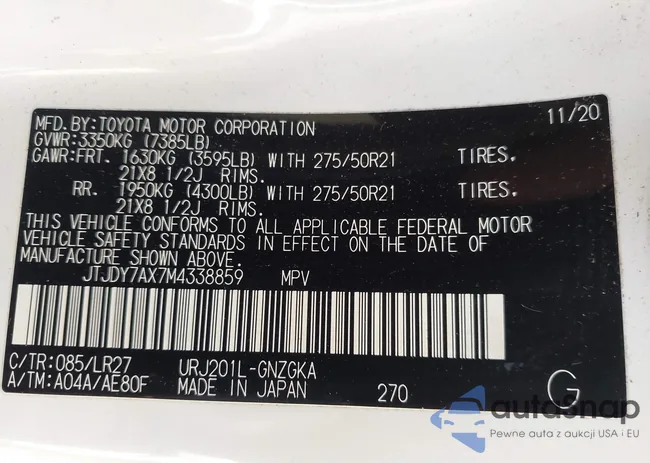 11/20
MFD.BY:TOYOTA MOTOR CORPORATION
GVWR:3350KG (7385LB)
GAWR:FRT. 1630KG (3595LB) WITH 275/50R21 TIRES.
21X8 1/2J RIMS.
RR. 1950KG (4300LB) WITH 275/50R21 TIRES.
21X8 1/2J RIMS.
THIS VEHICLE CONFORMS TO ALL APPLICABLE FEDERAL MOTOR
VEHICLE SAFETY STANDARDS IN EFFECT ON THE DATE OF
MANUFACTURE SHOWN ABOVE.
JTJDY7AX7M4338859 MPV
C/TR:085/LR27 URJ201L-GNZGKA
A/TM:A04A/AE80F MADE IN JAPAN 270 G
autosnap
Pewne auta z aukcji USA i EU